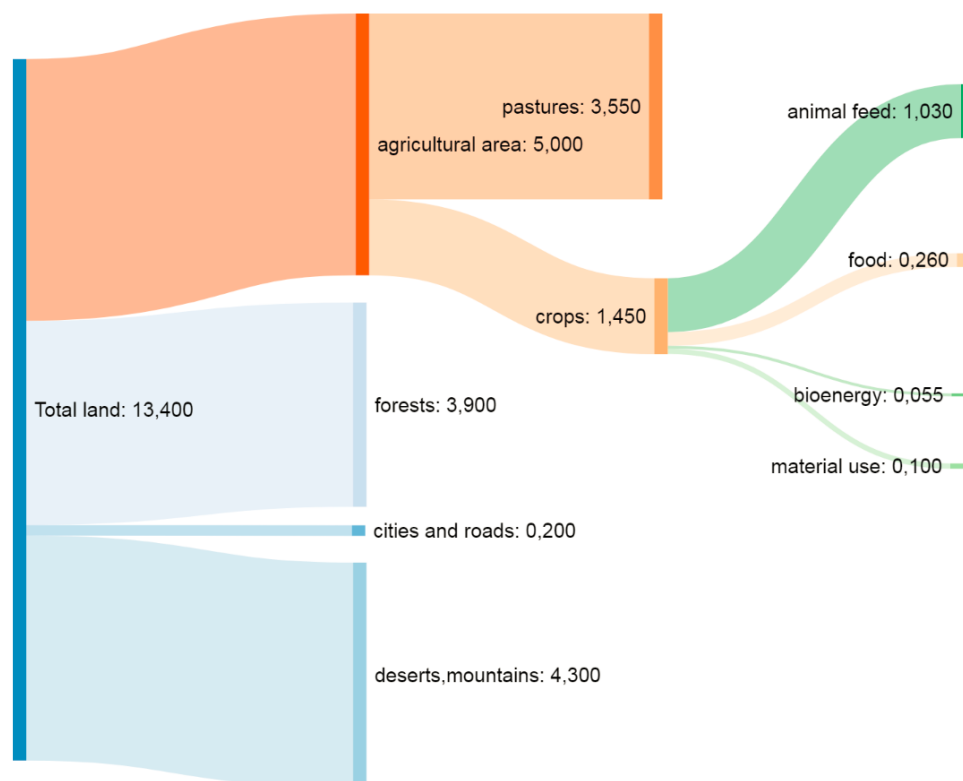 Total land: 13,400
agricultural area: 5,000
forests: 3,900
cities and roads: 0,200
deserts,mountains: 4,300
pastures: 3,550
crops: 1,450
animal feed: 1,030
food: 0,260
bioenergy: 0,055
material use: 0,100